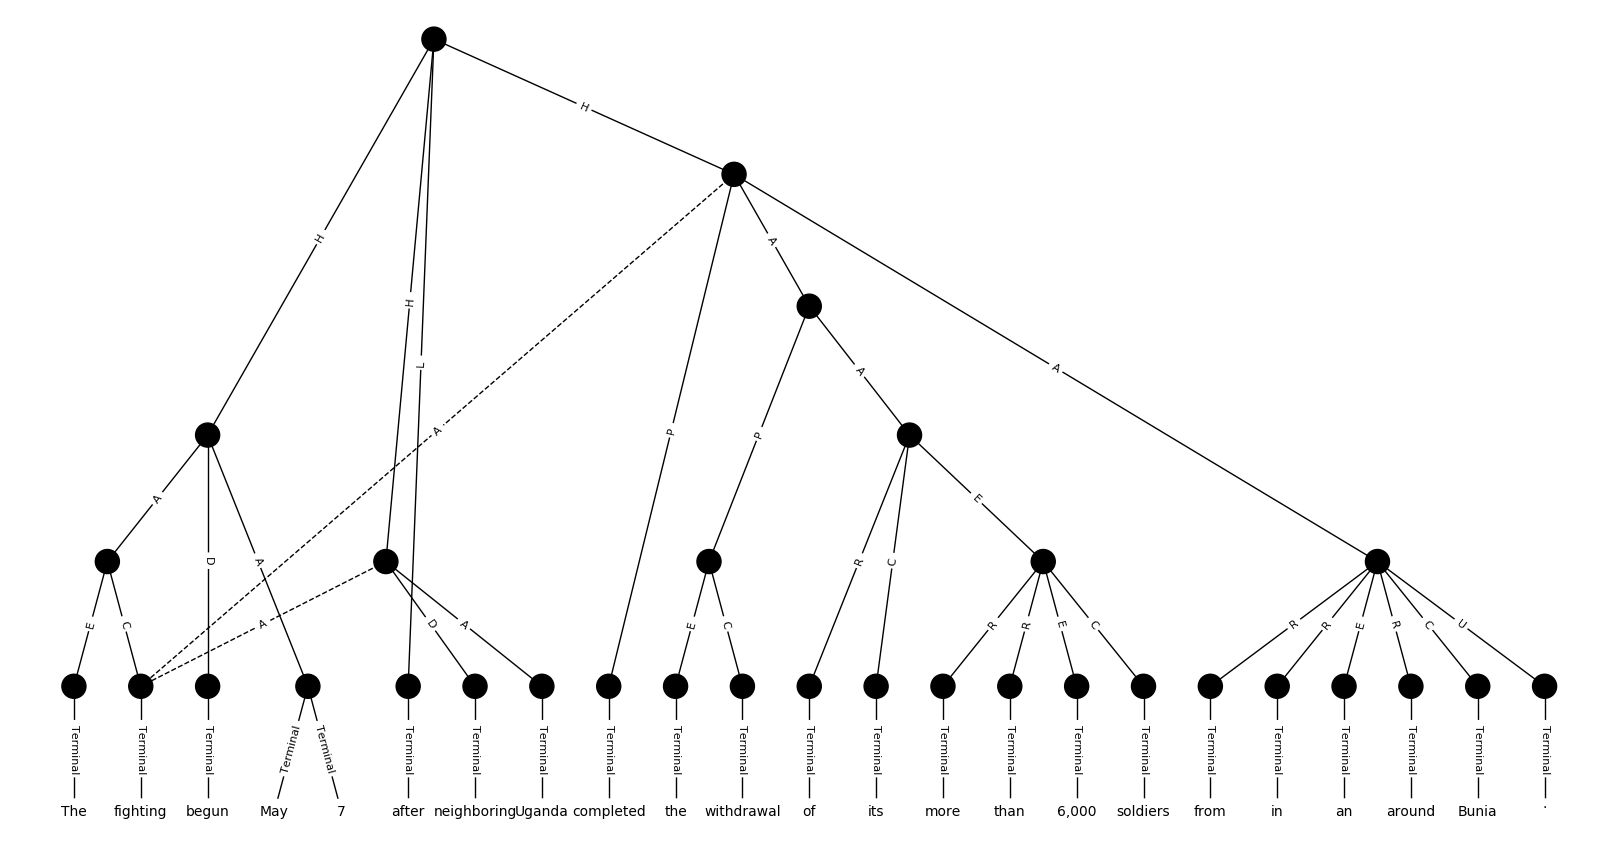 H
H
A
H
L
A
A
P
P
A
A
E
D
A
R
C
E
C
A
D
A
E
C
R
R
E
C
R
R
E
R
C
U
Terminal Terminal Terminal Terminal Terminal Terminal Terminal Terminal Terminal Terminal Terminal Terminal Terminal Terminal Terminal Terminal Terminal Terminal Terminal Terminal Terminal Terminal Terminal
The fighting begun May 7 after neighboring Uganda completed the withdrawal of its more than 6,000 soldiers from in an around Bunia .